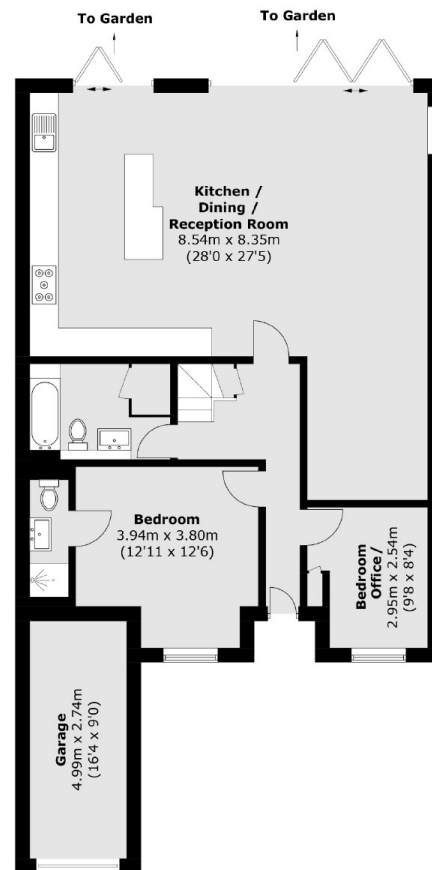 To Garden
To Garden
Kitchen /
Dining /
Reception Room
8.54m x 8.35m
(28'0 x 27'5)
Bedroom
3.94m x 3.80m
(12'11 x 12'6)
Bedroom
Office /
2.95m x 2.54m
(9'8 x 8'4)
Garage
4.99m x 2.74m
(16'4 x 9'0)